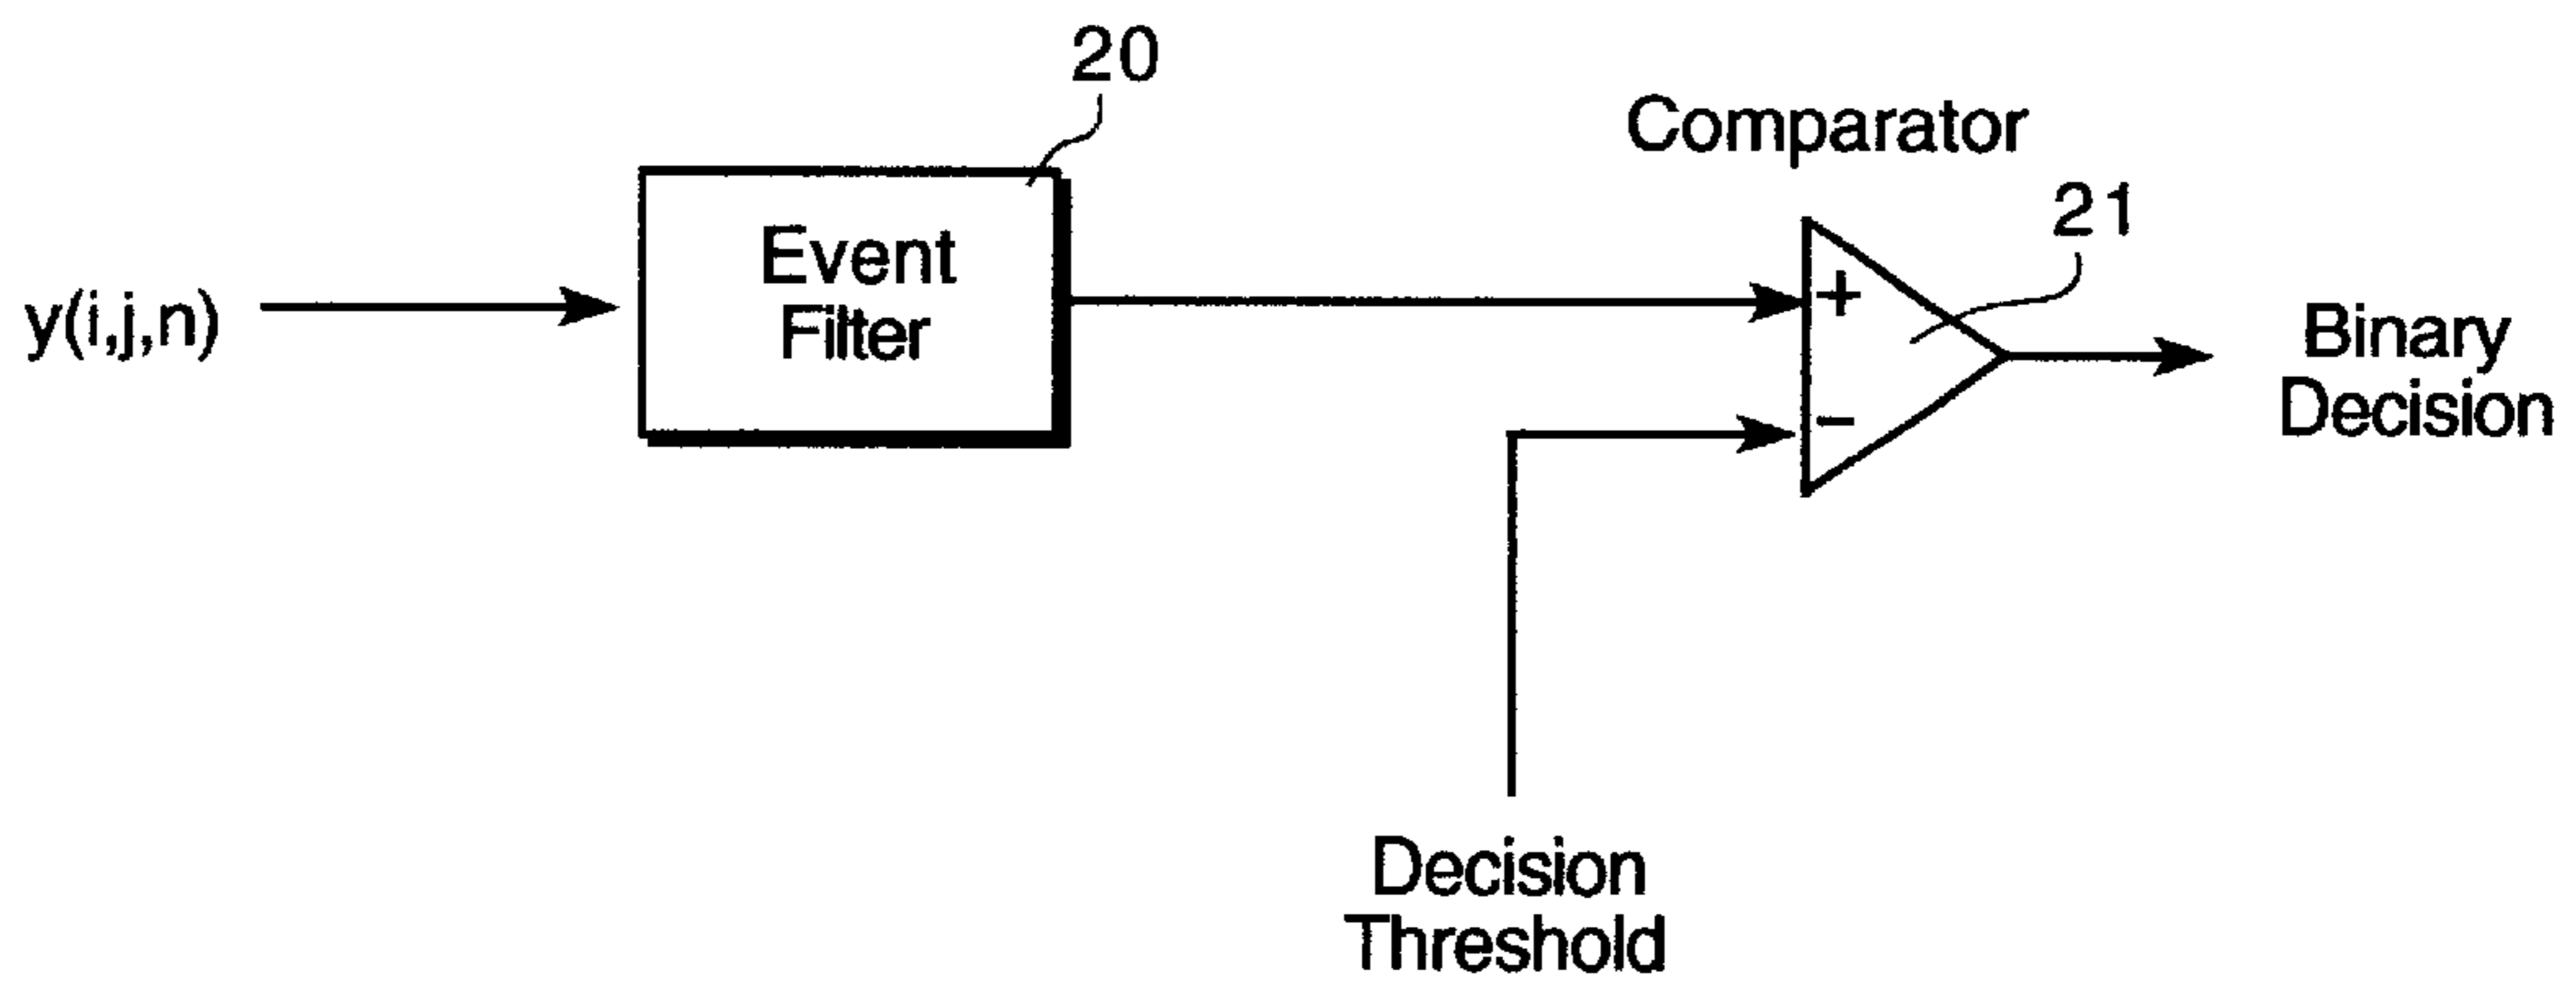 20
Comparator
21
Event
Filter
y(i,j,n)
+
−
Binary
Decision
Decision
Threshold